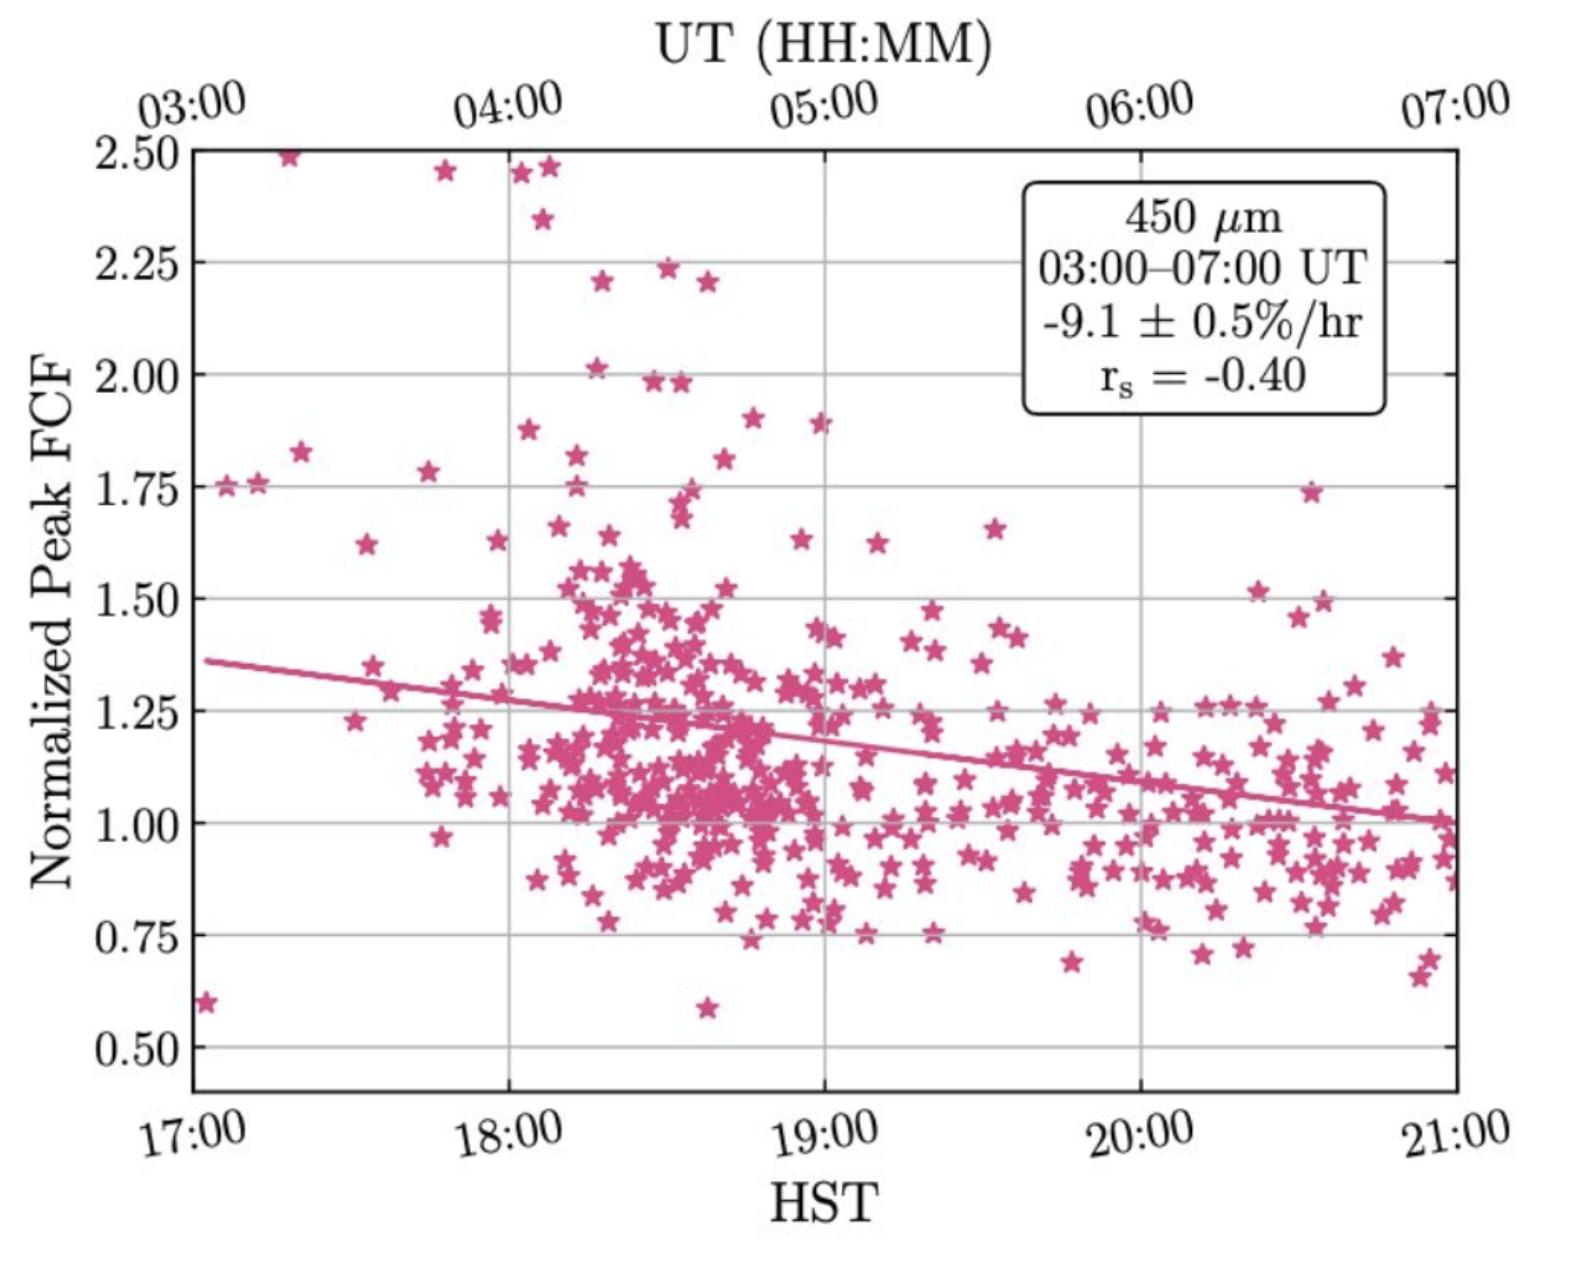 UT (HH:MM)
03:00 04:00 05:00 06:00 07:00
2.50
2.25
2.00
1.75
1.50
1.25
1.00
0.75
0.50
Normalized Peak FCF
450 μm
03:00–07:00 UT
-9.1 ± 0.5%/hr
rₛ = -0.40
17:00 18:00 19:00 20:00 21:00
HST